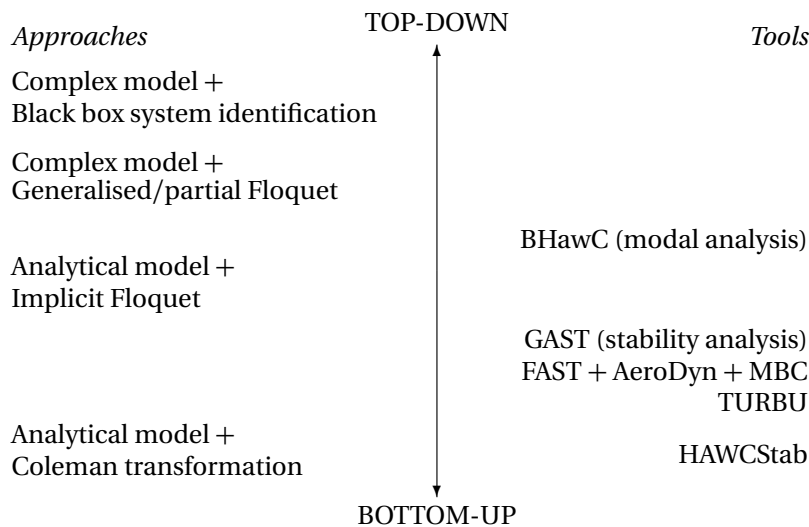 TOP-DOWN
Approaches
Tools
Complex model +
Black box system identification
Complex model +
Generalised/partial Floquet
BHawC (modal analysis)
Analytical model +
Implicit Floquet
GAST (stability analysis)
FAST + AeroDyn + MBC
TURBU
Analytical model +
Coleman transformation
HAWCStab
BOTTOM-UP